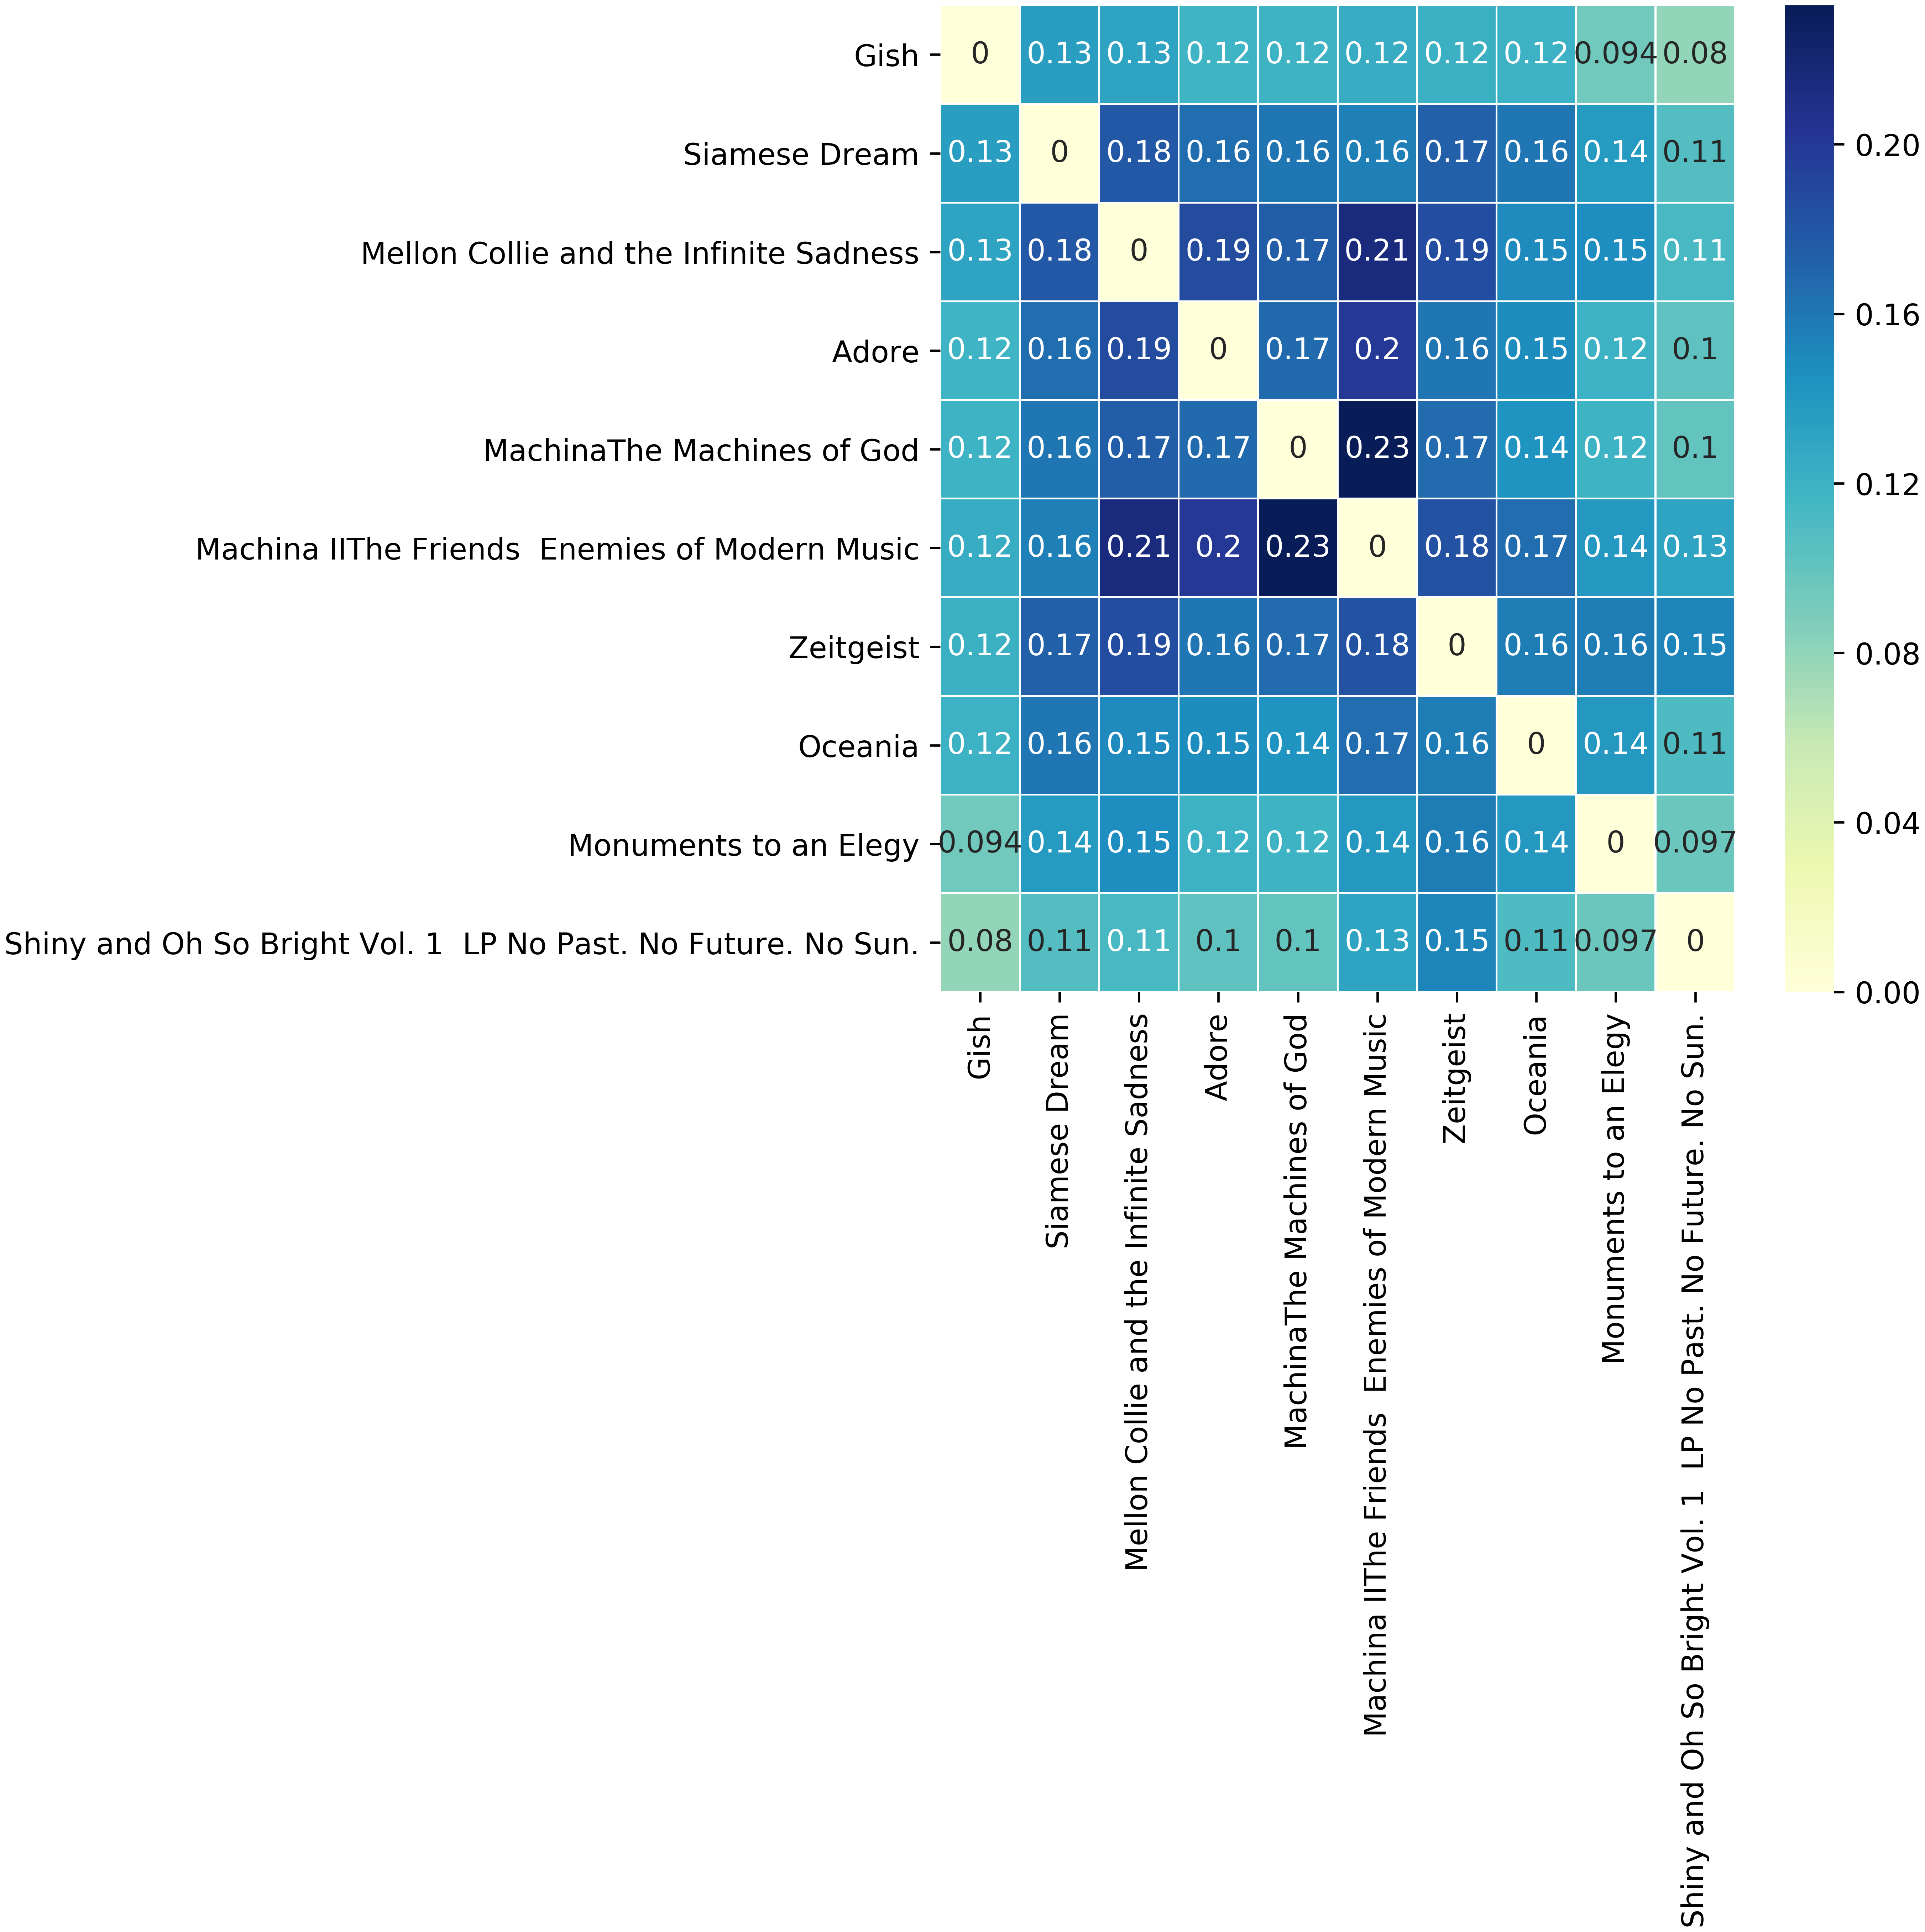 Gish 0 0.13 0.13 0.12 0.12 0.12 0.12 0.12 0.094 0.08
Siamese Dream 0.13 0 0.18 0.16 0.16 0.16 0.17 0.16 0.14 0.11
Mellon Collie and the Infinite Sadness 0.13 0.18 0 0.19 0.17 0.21 0.19 0.15 0.15 0.11
Adore 0.12 0.16 0.19 0 0.17 0.2 0.16 0.15 0.12 0.1
MachinaThe Machines of God 0.12 0.16 0.17 0.17 0 0.23 0.17 0.14 0.12 0.1
Machina IIThe Friends  Enemies of Modern Music 0.12 0.16 0.21 0.2 0.23 0 0.18 0.17 0.14 0.13
Zeitgeist 0.12 0.17 0.19 0.16 0.17 0.18 0 0.16 0.16 0.15
Oceania 0.12 0.16 0.15 0.15 0.14 0.17 0.16 0 0.14 0.11
Monuments to an Elegy 0.094 0.14 0.15 0.12 0.12 0.14 0.16 0.14 0 0.097
Shiny and Oh So Bright Vol. 1  LP No Past. No Future. No Sun. 0.08 0.11 0.11 0.1 0.1 0.13 0.15 0.11 0.097 0
Gish
Siamese Dream
Mellon Collie and the Infinite Sadness
Adore
MachinaThe Machines of God
Machina IIThe Friends  Enemies of Modern Music
Zeitgeist
Oceania
Monuments to an Elegy
Shiny and Oh So Bright Vol. 1  LP No Past. No Future. No Sun.
0.20
0.16
0.12
0.08
0.04
0.00